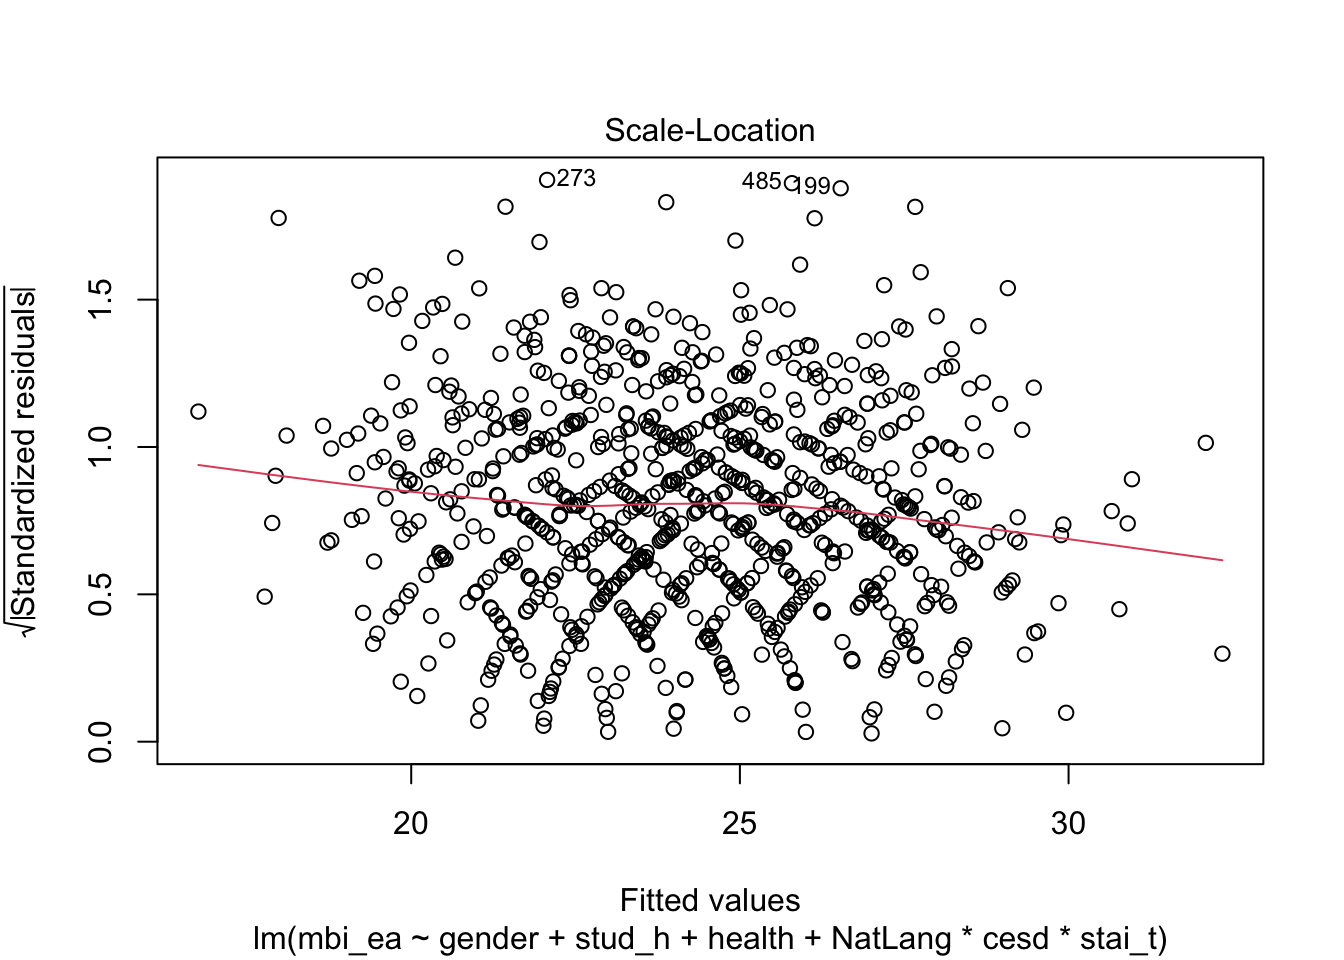 Scale-Location
273
485
199
√|Standardized residuals|
1.5
1.0
0.5
0.0
20
25
30
Fitted values
lm(mbi_ea ~ gender + stud_h + health + NatLang * cesd * stai_t)